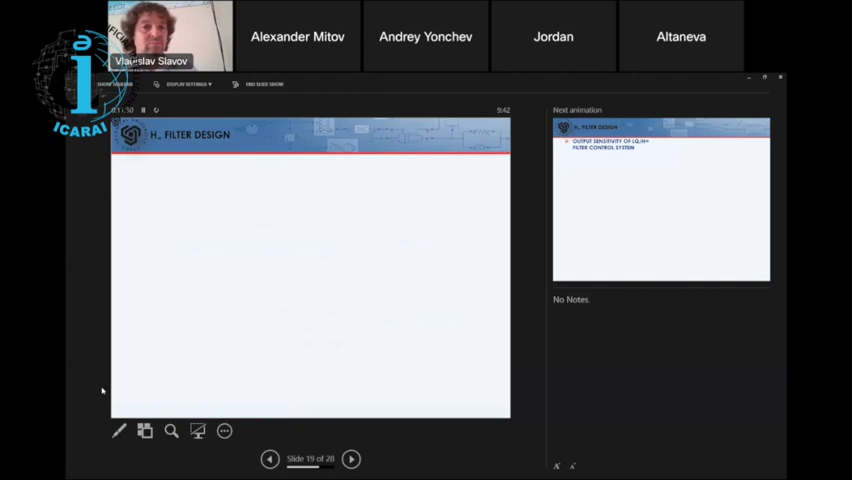 Vladislav Slavov
Alexander Mitov
Andrey Yonchev
Jordan
Altaneva
ICARAI
DISPLAY SETTINGS ▾
END SLIDE SHOW
9:42
H∞ FILTER DESIGN
Next animation
H∞ FILTER DESIGN
OUTPUT SENSITIVITY OF LQ/H∞
FILTER CONTROL SYSTEM
No Notes.
Slide 19 of 28